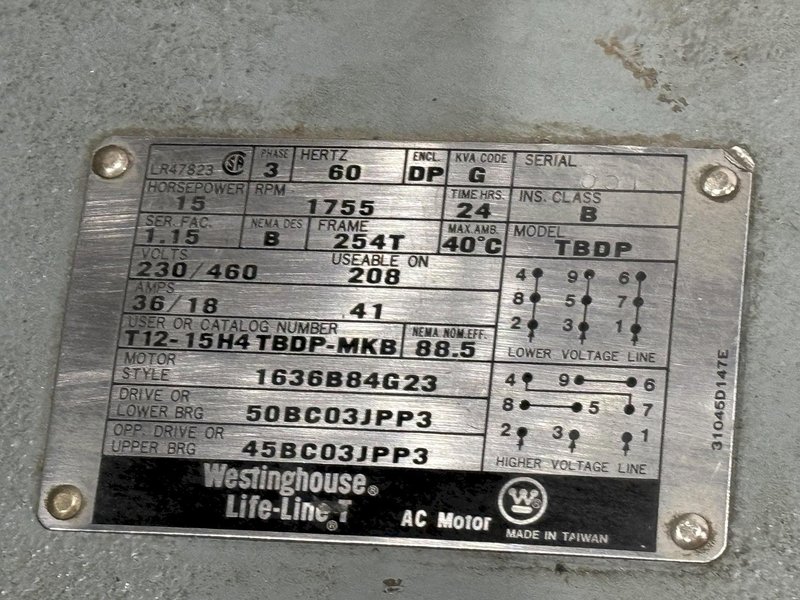 LR47823 SA PHASE 3 HERTZ 60 ENCL. DP KVA CODE G SERIAL
HORSEPOWER 15 RPM 1755 TIME HRS. 24 INS. CLASS B
SER. FAC. 1.15 NEMA DES B FRAME 254T MAX. AMB. 40°C MODEL TBDP
VOLTS 230/460 USEABLE ON 208
AMPS 36/18 41
USER OR CATALOG NUMBER T12-15H4TBDP-MKB NEMA NOM. EFF. 88.5
MOTOR STYLE 1636B84G23
DRIVE OR LOWER BRG 50BC03JPP3
OPP. DRIVE OR UPPER BRG 45BC03JPP3
4 9 6
8 5 7
2 3 1
LOWER VOLTAGE LINE
4 9 6
8 5 7
2 3 1
HIGHER VOLTAGE LINE
31045D147E
Westinghouse®
Life-Line T®
AC Motor
W
MADE IN TAIWAN